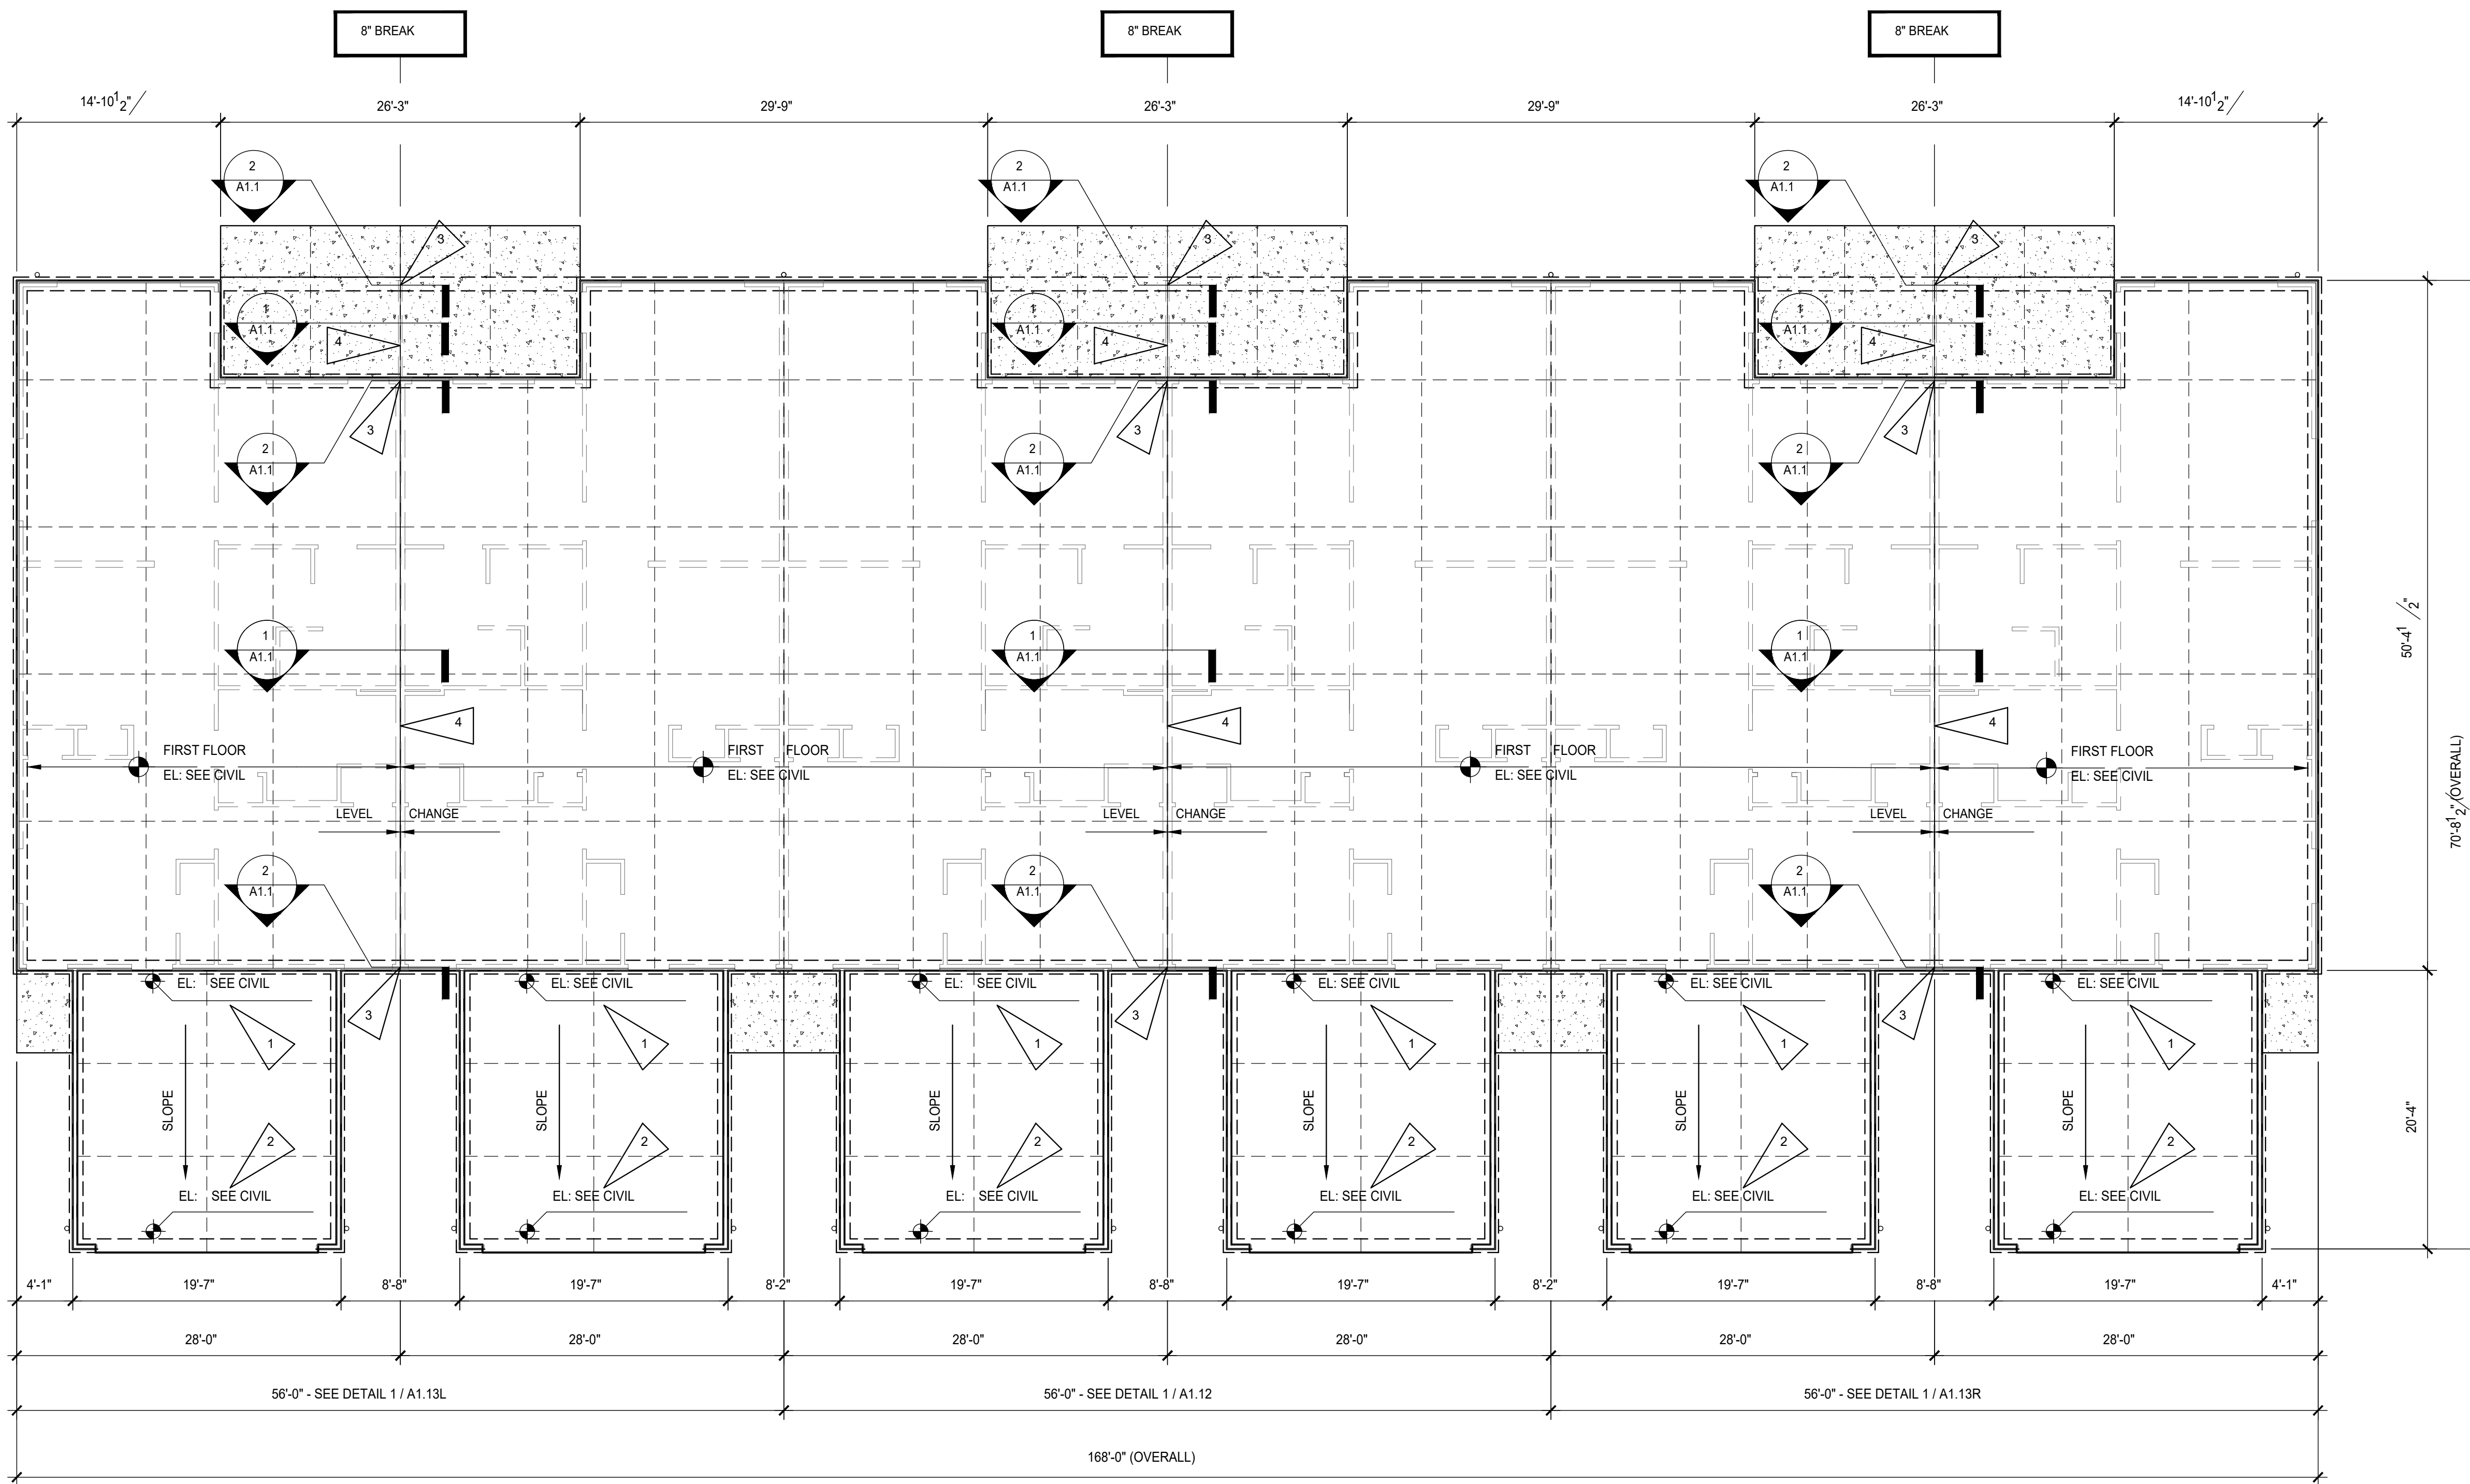 8" BREAK
8" BREAK
8" BREAK
14'-10 1/2"
26'-3"
29'-9"
26'-3"
29'-9"
26'-3"
14'-10 1/2"
2
A1.1
2
A1.1
2
A1.1
3
3
3
1
A1.1
4
1
A1.1
4
1
A1.1
4
3
3
3
2
A1.1
2
A1.1
2
A1.1
50'-4 1/2"
1
A1.1
1
A1.1
1
A1.1
4
4
4
FIRST FLOOR
EL: SEE CIVIL
FIRST FLOOR
EL: SEE CIVIL
FIRST FLOOR
EL: SEE CIVIL
FIRST FLOOR
EL: SEE CIVIL
70'-8 1/2" (OVERALL)
LEVEL CHANGE
LEVEL CHANGE
LEVEL CHANGE
2
A1.1
2
A1.1
2
A1.1
EL: SEE CIVIL
EL: SEE CIVIL
EL: SEE CIVIL
EL: SEE CIVIL
EL: SEE CIVIL
EL: SEE CIVIL
3
3
3
1
1
1
1
1
1
SLOPE
SLOPE
SLOPE
SLOPE
SLOPE
SLOPE
20'-4"
2
2
2
2
2
2
EL: SEE CIVIL
EL: SEE CIVIL
EL: SEE CIVIL
EL: SEE CIVIL
EL: SEE CIVIL
EL: SEE CIVIL
4'-1"
19'-7"
8'-8"
19'-7"
8'-2"
19'-7"
8'-8"
19'-7"
8'-2"
19'-7"
8'-8"
19'-7"
4'-1"
28'-0"
28'-0"
28'-0"
28'-0"
28'-0"
28'-0"
56'-0" - SEE DETAIL 1 / A1.13L
56'-0" - SEE DETAIL 1 / A1.12
56'-0" - SEE DETAIL 1 / A1.13R
168'-0" (OVERALL)